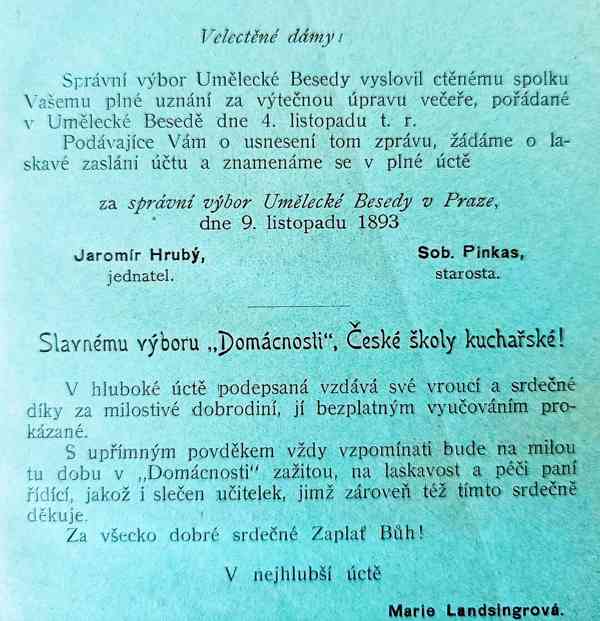 Velectěné dámy!
Správní výbor Umělecké Besedy vyslovil ctěnému spolku
Vašemu plné uznání za výtečnou úpravu večeře, pořádané
v Umělecké Besedě dne 4. listopadu t. r.
Podávajíce Vám o usnesení tom zprávu, žádáme o la-
skavé zaslání účtu a znamenáme se v plné úctě
za správní výbor Umělecké Besedy v Praze,
dne 9. listopadu 1893
Jaromír Hrubý, Sob. Pinkas,
jednatel. starosta.
Slavnému výboru „Domácnosti“, České školy kuchařské!
V hluboké úctě podepsaná vzdává své vroucí a srdečné
díky za milostivé dobrodiní, jí bezplatným vyučováním pro-
kázané.
S upřímným povděkem vždy vzpomínati bude na milou
tu dobu v „Domácnosti“ zažitou, na laskavost a péči paní
řídící, jakož i slečen učitelek, jimž zároveň též tímto srdečně
děkuje.
Za všecko dobré srdečné Zaplať Bůh!
V nejhlubší úctě
Marie Landsingrová.